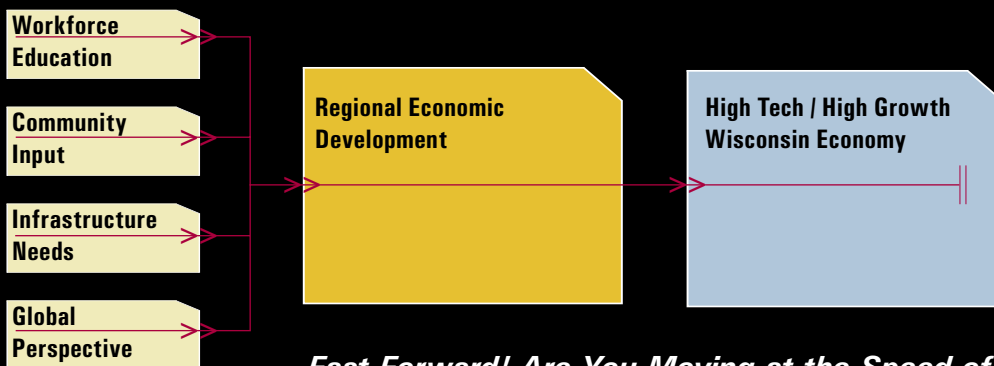 Workforce
Education
Community
Input
Infrastructure
Needs
Global
Perspective
Regional Economic
Development
High Tech / High Growth
Wisconsin Economy
Fast Forward! Are You Moving at the Speed of